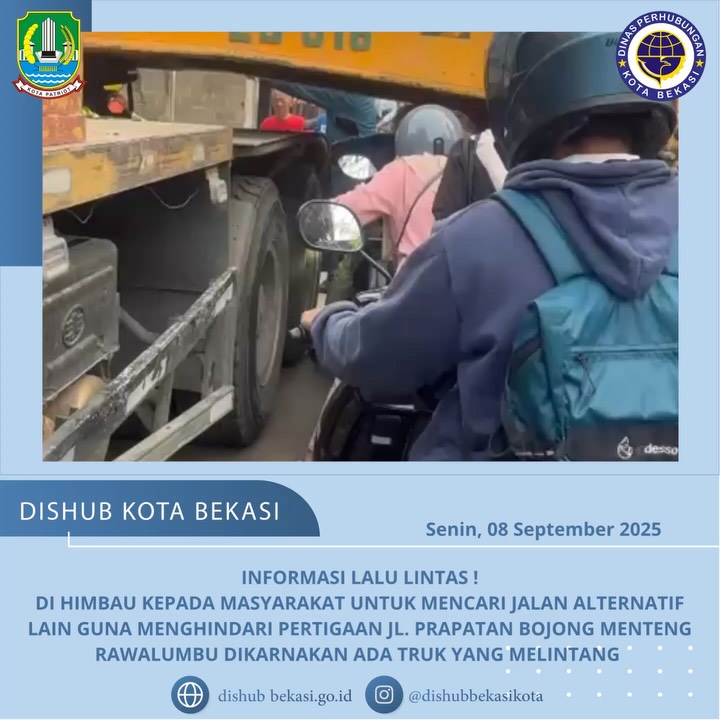 KOTA PATRIOT
DINAS PERHUBUNGAN
KOTA BEKASI
desso
DISHUB KOTA BEKASI
Senin, 08 September 2025
INFORMASI LALU LINTAS !
DI HIMBAU KEPADA MASYARAKAT UNTUK MENCARI JALAN ALTERNATIF
LAIN GUNA MENGHINDARI PERTIGAAN JL. PRAPATAN BOJONG MENTENG
RAWALUMBU DIKARNAKAN ADA TRUK YANG MELINTANG
dishub bekasi.go.id
@dishubbekasikota